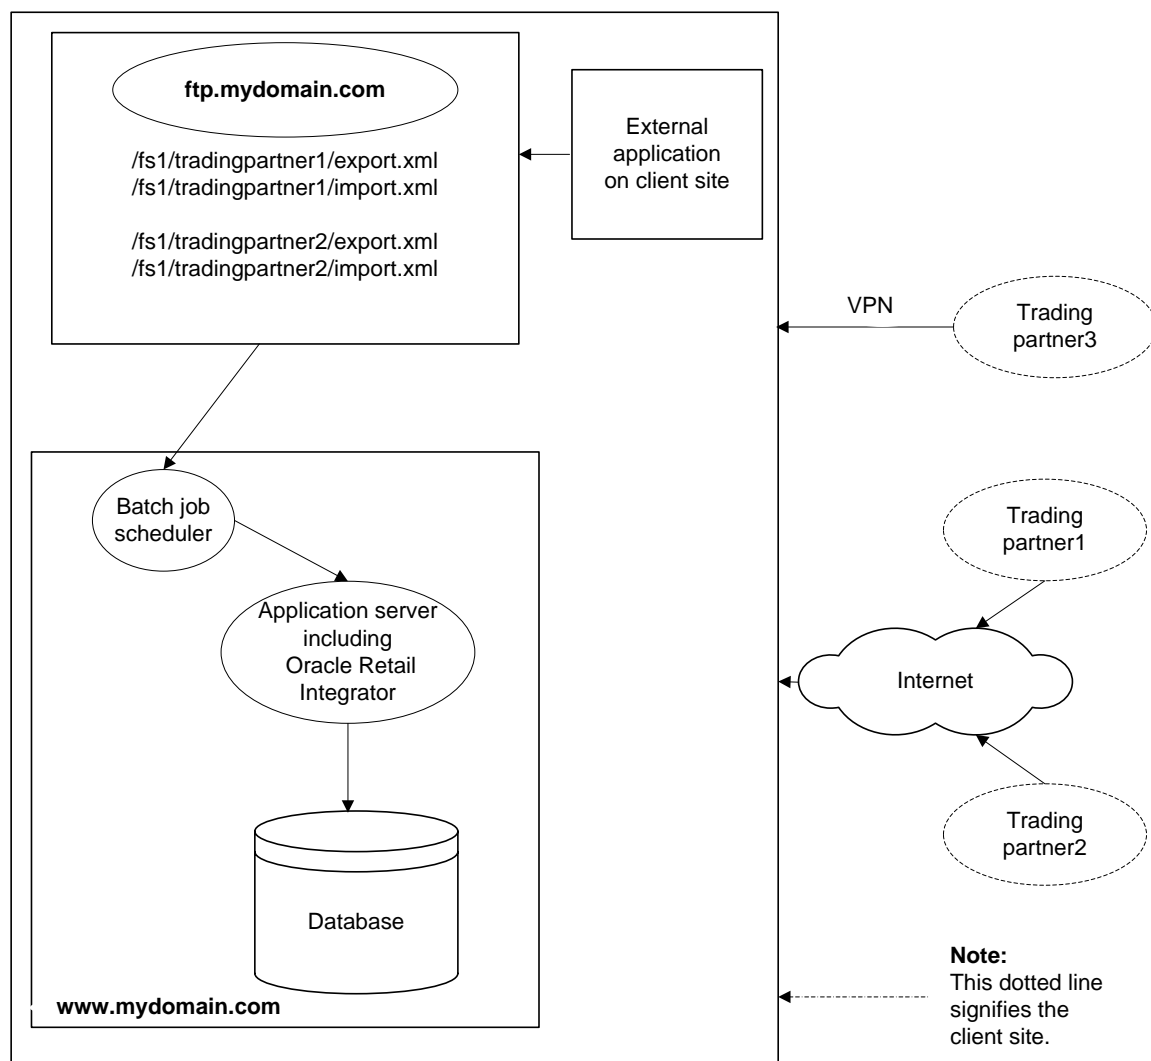 ftp.mydomain.com
/fs1/tradingpartner1/export.xml
/fs1/tradingpartner1/import.xml
/fs1/tradingpartner2/export.xml
/fs1/tradingpartner2/import.xml
External
application
on client site
VPN
Trading
partner3
Batch job
scheduler
Application server
including
Oracle Retail
Integrator
Database
www.mydomain.com
Trading
partner1
Internet
Trading
partner2
Note:
This dotted line
signifies the
client site.